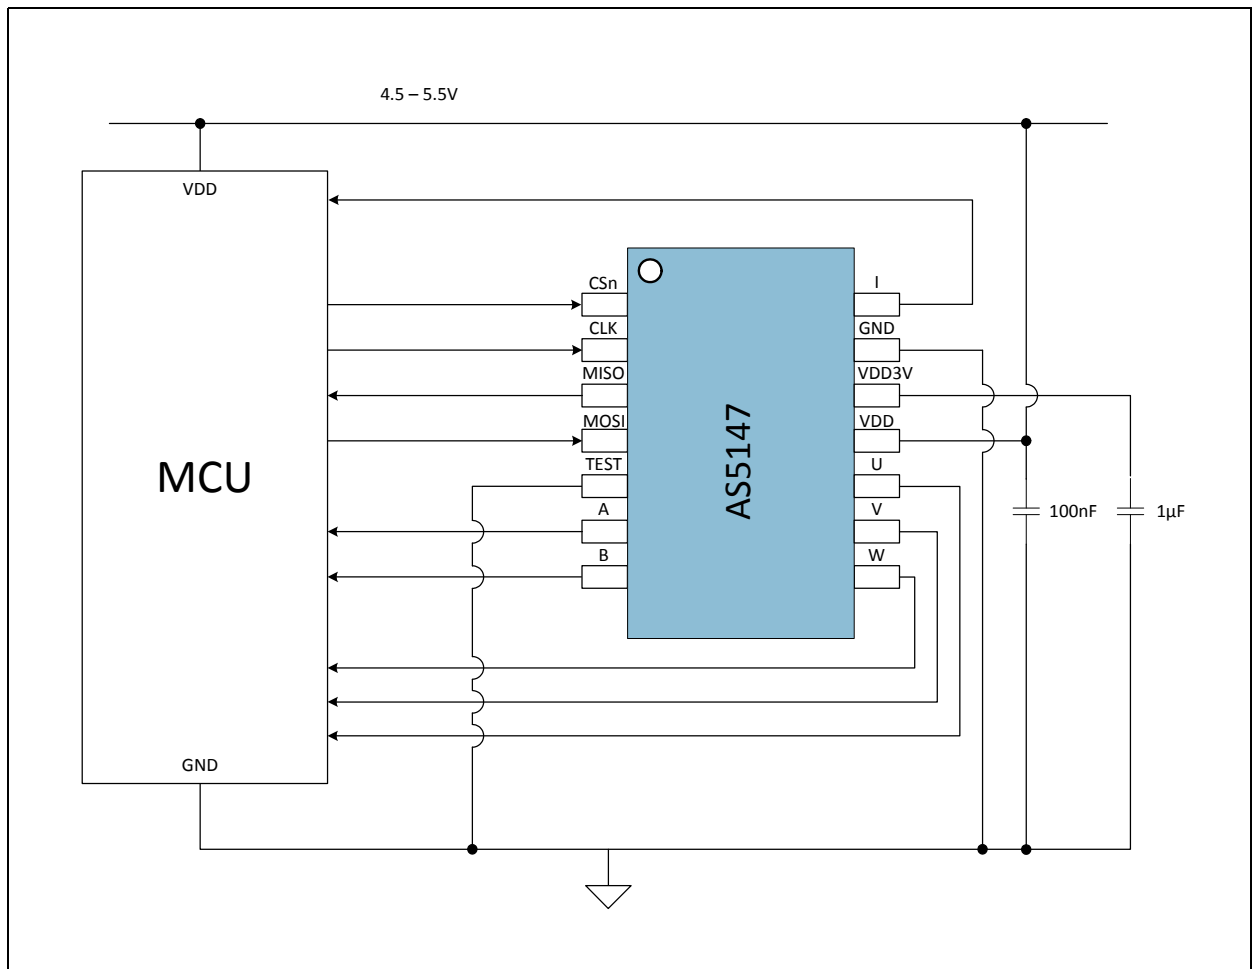 4.5 – 5.5V
VDD
MCU
GND
CSn
CLK
MISO
MOSI
TEST
A
B
AS5147
I
GND
VDD3V
VDD
U
V
W
100nF
1µF